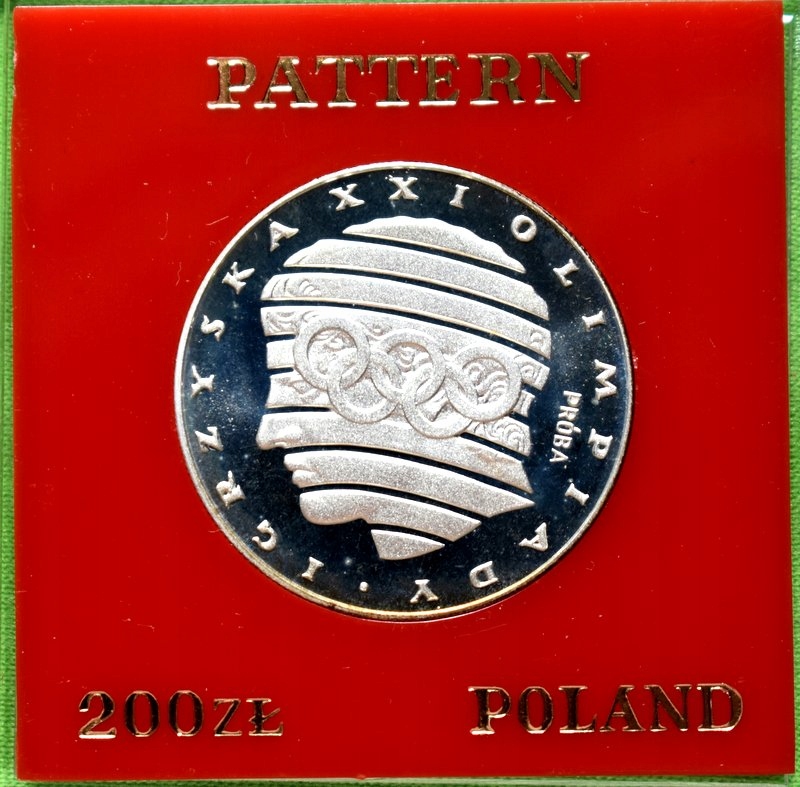 PATTERN
IGRZYSKA XXI OLIMPIADY ·
PRÓBA
200ZŁ
POLAND